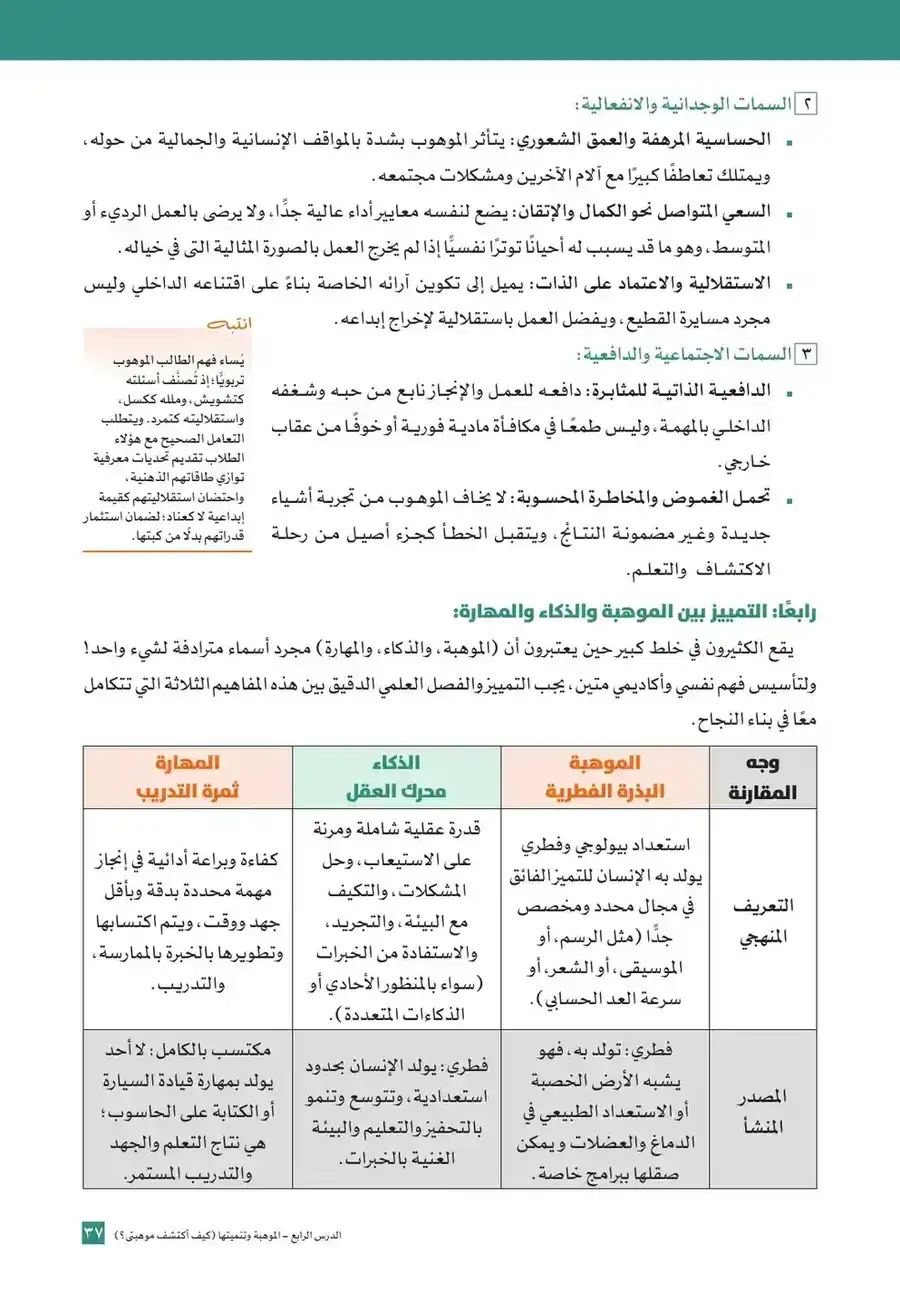 ٢ السمات الوجدانية والانفعالية:
▪ الحساسية المرهفة والعمق الشعوري: يتأثر الموهوب بشدة بالمواقف الإنسانية والجمالية من حوله،
ويمتلك تعاطفًا كبيرًا مع آلام الآخرين ومشكلات مجتمعه.
▪ السعي المتواصل نحو الكمال والإتقان: يضع لنفسه معايير أداء عالية جدًّا، ولا يرضى بالعمل الرديء أو
المتوسط، وهو ما قد يسبب له أحيانًا توترًا نفسيًّا إذا لم يخرج العمل بالصورة المثالية التى في خياله.
▪ الاستقلالية والاعتماد على الذات: يميل إلى تكوين آرائه الخاصة بناءً على اقتناعه الداخلي وليس
مجرد مسايرة القطيع، ويفضل العمل باستقلالية لإخراج إبداعه.
٣ السمات الاجتماعية والدافعية:
▪ الدافعية الذاتية للمثابرة: دافعه للعمل والإنجاز نابع من حبه وشغفه
الداخلي بالمهمة، وليس طمعًا في مكافأة مادية فورية أو خوفًا من عقاب
خارجي.
▪ تحمل الغموض والمخاطرة المحسوبة: لا يخاف الموهوب من تجربة أشياء
جديدة وغير مضمونة النتائج، ويتقبل الخطأ كجزء أصيل من رحلة
الاكتشاف والتعلم.
انتبه
يُساء فهم الطالب الموهوب
تربويًّا؛ إذ تُصنَّف أسئلته
كتشويش، وملله ككسل،
واستقلاليته كتمرد. ويتطلب
التعامل الصحيح مع هؤلاء
الطلاب تقديم تحديات معرفية
توازي طاقاتهم الذهنية،
واحتضان استقلاليتهم كقيمة
إبداعية لا كعناد؛ لضمان استثمار
قدراتهم بدلًا من كبتها.
رابعًا: التمييز بين الموهبة والذكاء والمهارة:
يقع الكثيرون في خلط كبير حين يعتبرون أن (الموهبة، والذكاء، والمهارة) مجرد أسماء مترادفة لشيء واحد!
ولتأسيس فهم نفسي وأكاديمي متين، يجب التمييز والفصل العلمي الدقيق بين هذه المفاهيم الثلاثة التي تتكامل
معًا في بناء النجاح.
وجه
المقارنة
الموهبة
البذرة الفطرية
الذكاء
محرك العقل
المهارة
ثمرة التدريب
التعريف
المنهجي
استعداد بيولوجي وفطري
يولد به الإنسان للتميز الفائق
في مجال محدد ومخصص
جدًّا (مثل الرسم، أو
الموسيقى، أو الشعر، أو
سرعة العد الحسابي).
قدرة عقلية شاملة ومرنة
على الاستيعاب، وحل
المشكلات، والتكيف
مع البيئة، والتجريد،
والاستفادة من الخبرات
(سواء بالمنظور الأحادي أو
الذكاءات المتعددة).
كفاءة وبراعة أدائية في إنجاز
مهمة محددة بدقة وبأقل
جهد ووقت، ويتم اكتسابها
وتطويرها بالخبرة بالممارسة،
والتدريب.
المصدر
المنشأ
فطري: تولد به، فهو
يشبه الأرض الخصبة
أو الاستعداد الطبيعي في
الدماغ والعضلات ويمكن
صقلها ببرامج خاصة.
فطري: يولد الإنسان بحدود
استعدادية، وتتوسع وتنمو
بالتحفيز والتعليم والبيئة
الغنية بالخبرات.
مكتسب بالكامل: لا أحد
يولد بمهارة قيادة السيارة
أو الكتابة على الحاسوب؛
هي نتاج التعلم والجهد
والتدريب المستمر.
الدرس الرابع – الموهبة وتنميتها (كيف أكتشف موهبتى؟) ٣٧